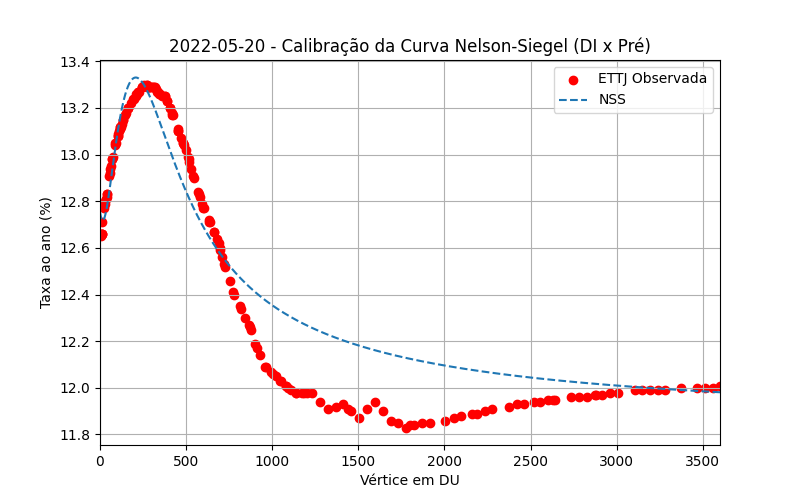 2022-05-20 - Calibração da Curva Nelson-Siegel (DI x Pré)
ETTJ Observada
NSS
Taxa ao ano (%)
13.4
13.2
13.0
12.8
12.6
12.4
12.2
12.0
11.8
0 500 1000 1500 2000 2500 3000 3500
Vértice em DU